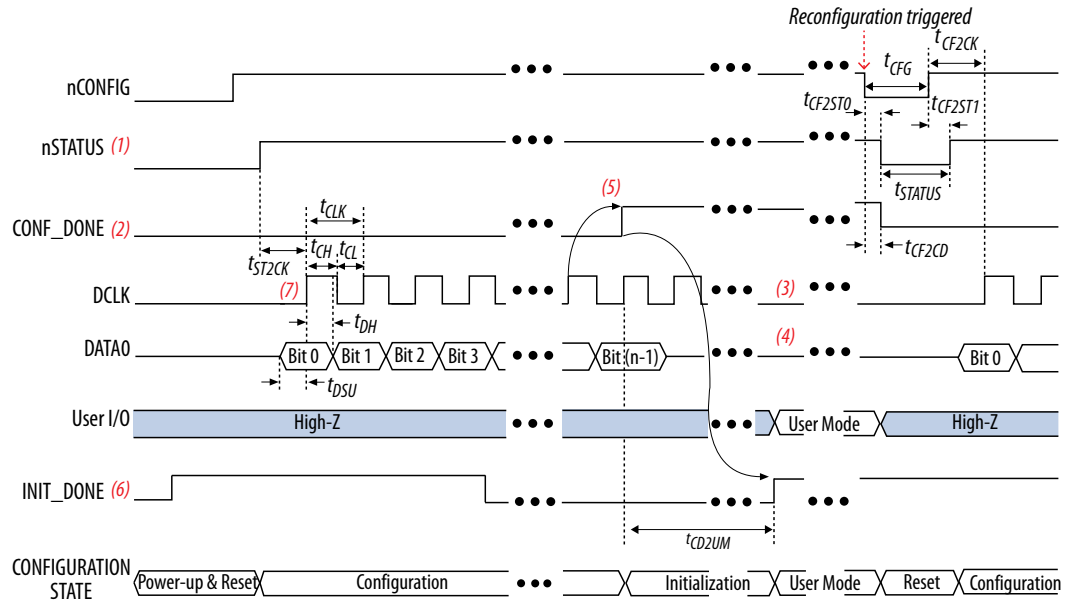 Reconfiguration triggered
tCF2CK
tCFG
nCONFIG
tCF2ST0
tCF2ST1
nSTATUS (1)
tSTATUS
(5)
tCLK
CONF_DONE (2)
tCF2CD
tST2CK
tCH
tCL
DCLK
(7)
(3)
tDH
DATA0
Bit 0
Bit 1
Bit 2
Bit 3
Bit (n-1)
(4)
Bit 0
tDSU
User I/O
High-Z
User Mode
High-Z
INIT_DONE (6)
tCD2UM
CONFIGURATION
STATE
Power-up & Reset
Configuration
Initialization
User Mode
Reset
Configuration